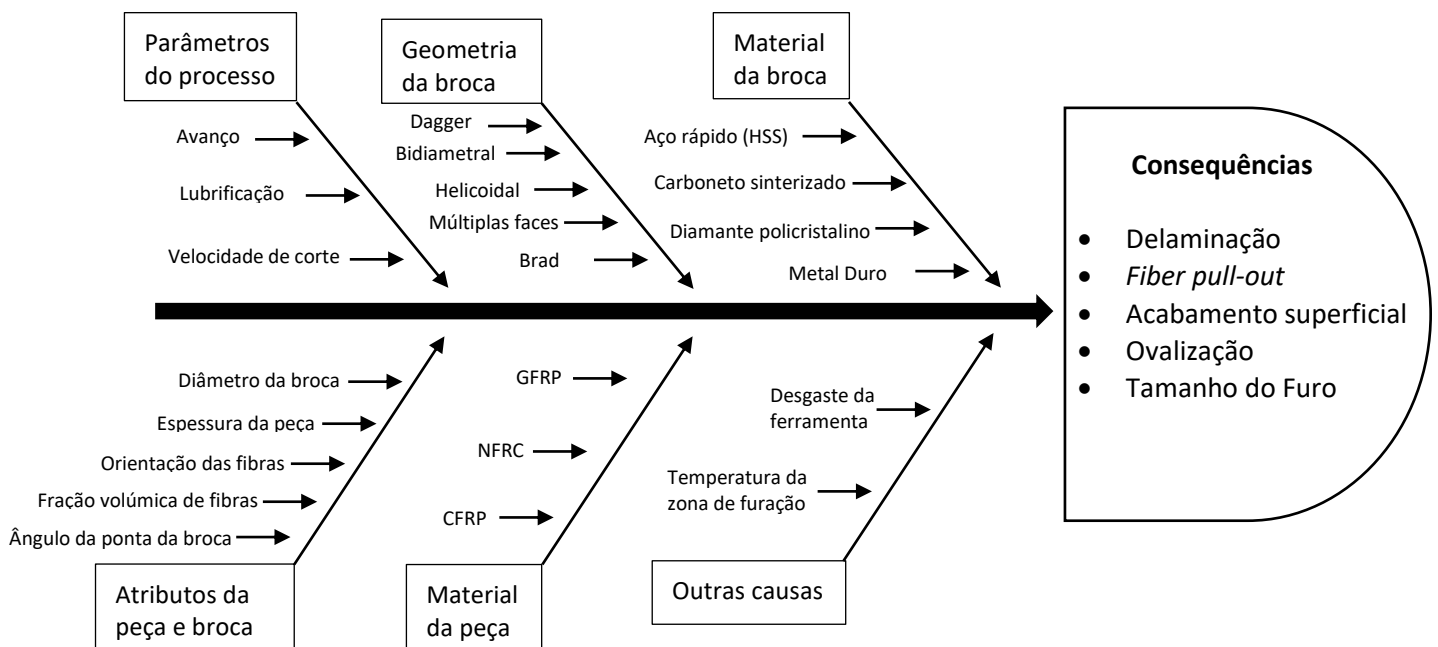 Parâmetros
do processo
Geometria
da broca
Material
da broca
Avanço
Lubrificação
Velocidade de corte
Dagger
Bidiametral
Helicoidal
Múltiplas faces
Brad
Aço rápido (HSS)
Carboneto sinterizado
Diamante policristalino
Metal Duro
Consequências
• Delaminação
• Fiber pull-out
• Acabamento superficial
• Ovalização
• Tamanho do Furo
Diâmetro da broca
Espessura da peça
Orientação das fibras
Fração volúmica de fibras
Ângulo da ponta da broca
GFRP
NFRC
CFRP
Desgaste da
ferramenta
Temperatura da
zona de furação
Atributos da
peça e broca
Material
da peça
Outras causas